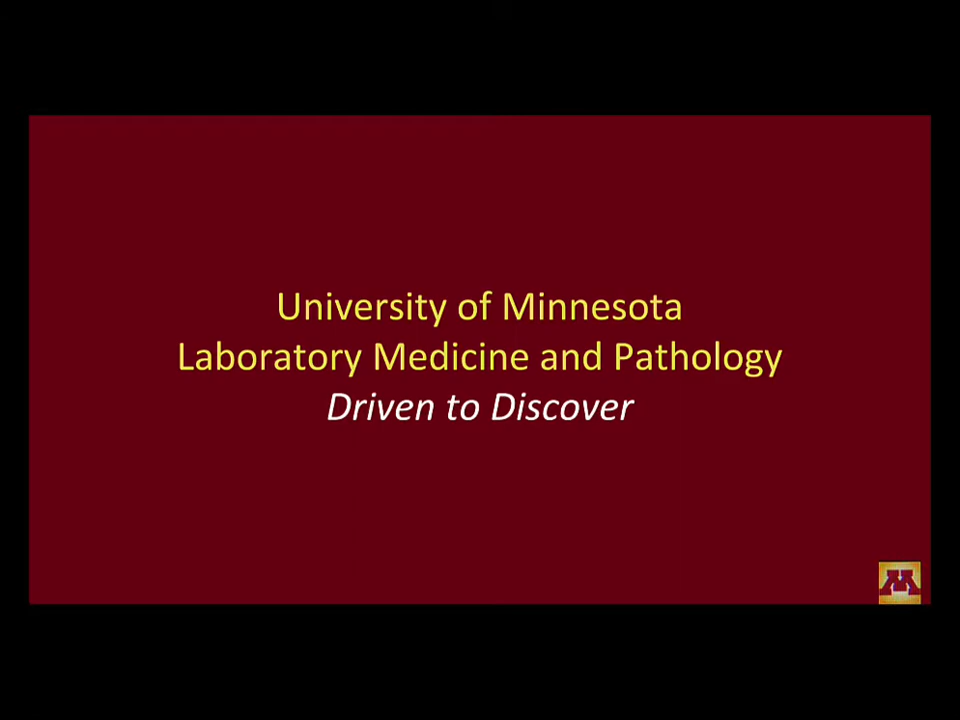 University of Minnesota
Laboratory Medicine and Pathology
Driven to Discover
M